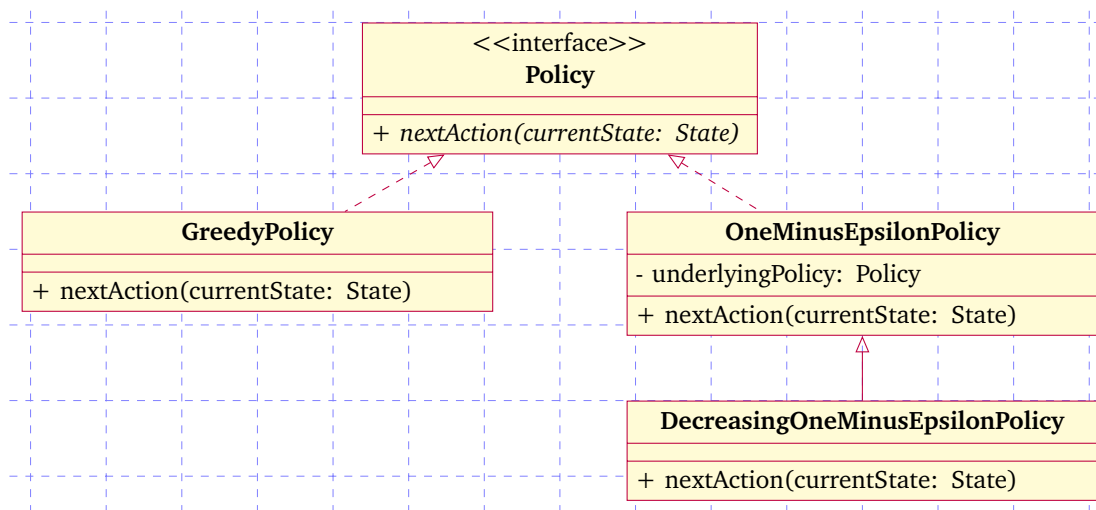 <<interface>>
Policy
+ nextAction(currentState: State)
GreedyPolicy
+ nextAction(currentState: State)
OneMinusEpsilonPolicy
- underlyingPolicy: Policy
+ nextAction(currentState: State)
DecreasingOneMinusEpsilonPolicy
+ nextAction(currentState: State)